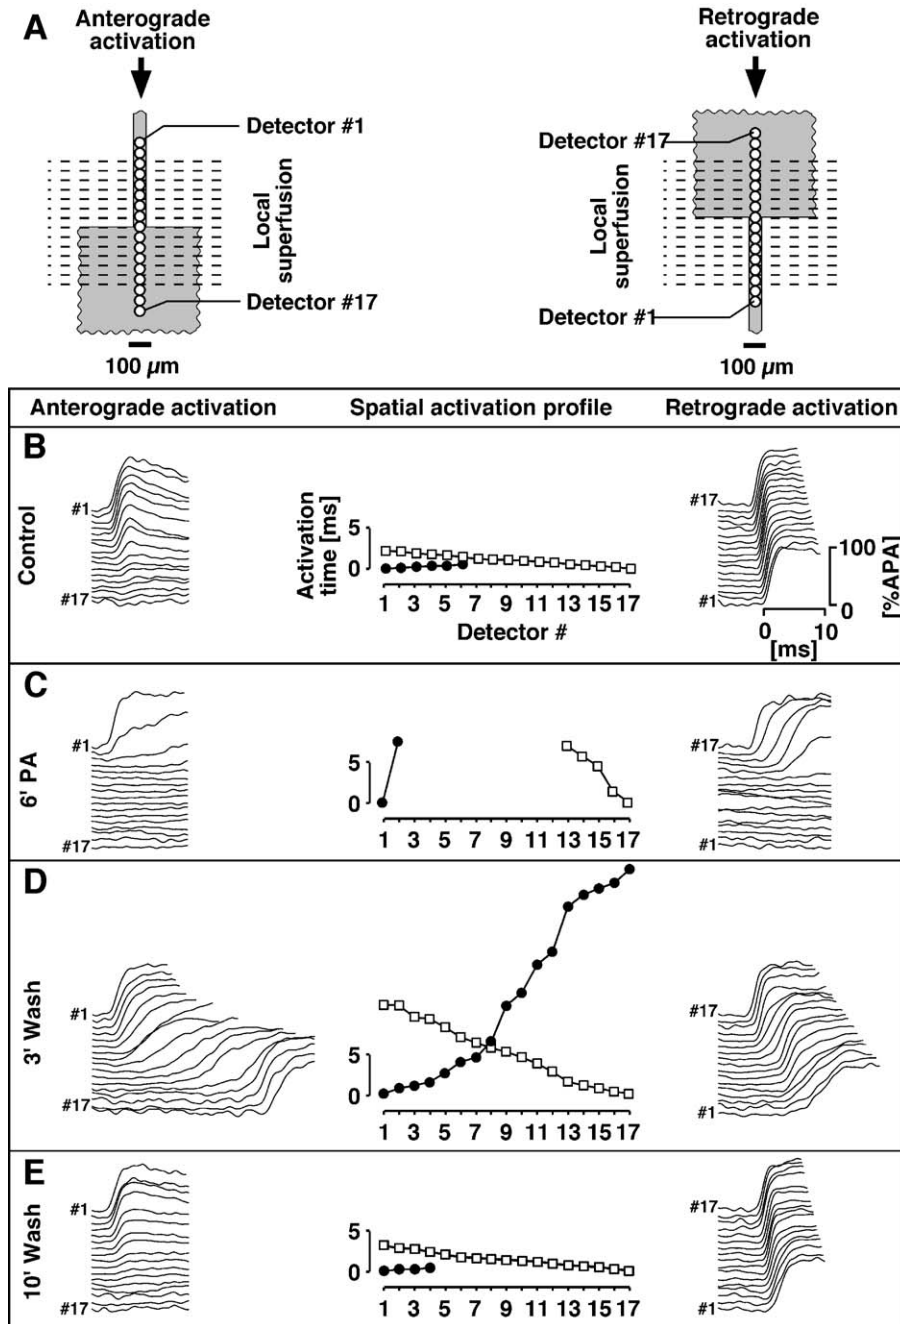 A
Anterograde
activation
Retrograde
activation
Detector #1
Detector #17
Local
superfusion
Local
superfusion
Detector #17
Detector #1
100 µm
100 µm
Anterograde activation
Spatial activation profile
Retrograde activation
B
Control
#1
#17
Activation
time [ms]
5
0
1 3 5 7 9 11 13 15 17
Detector #
#17
#1
100
0
[%APA]
0 10
[ms]
C
6' PA
#1
#17
5
0
1 3 5 7 9 11 13 15 17
#17
#1
D
3' Wash
#1
#17
5
0
1 3 5 7 9 11 13 15 17
#17
#1
E
10' Wash
#1
#17
5
0
1 3 5 7 9 11 13 15 17
#17
#1